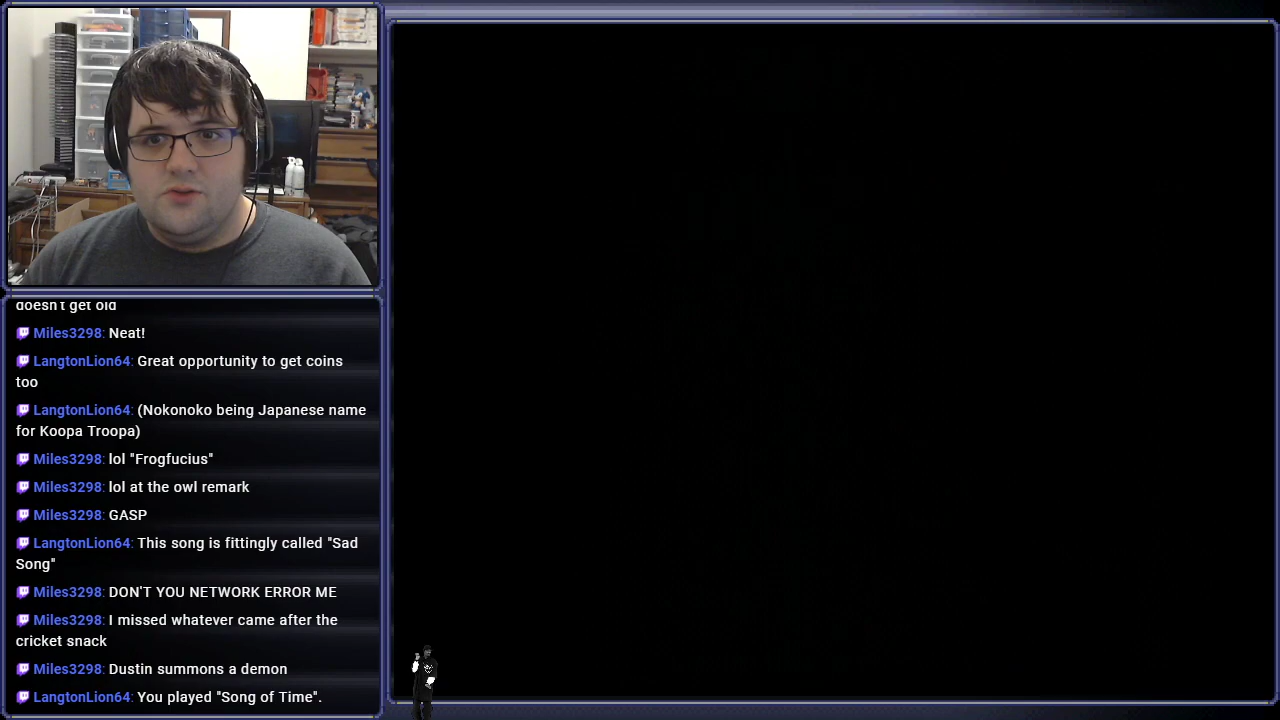 doesn't get old
Miles3298: Neat!
LangtonLion64: Great opportunity to get coins
too
LangtonLion64: (Nokonoko being Japanese name
for Koopa Troopa)
Miles3298: lol "Frogfucius"
Miles3298: lol at the owl remark
Miles3298: GASP
LangtonLion64: This song is fittingly called "Sad
Song"
Miles3298: DON'T YOU NETWORK ERROR ME
Miles3298: I missed whatever came after the
cricket snack
Miles3298: Dustin summons a demon
LangtonLion64: You played "Song of Time".